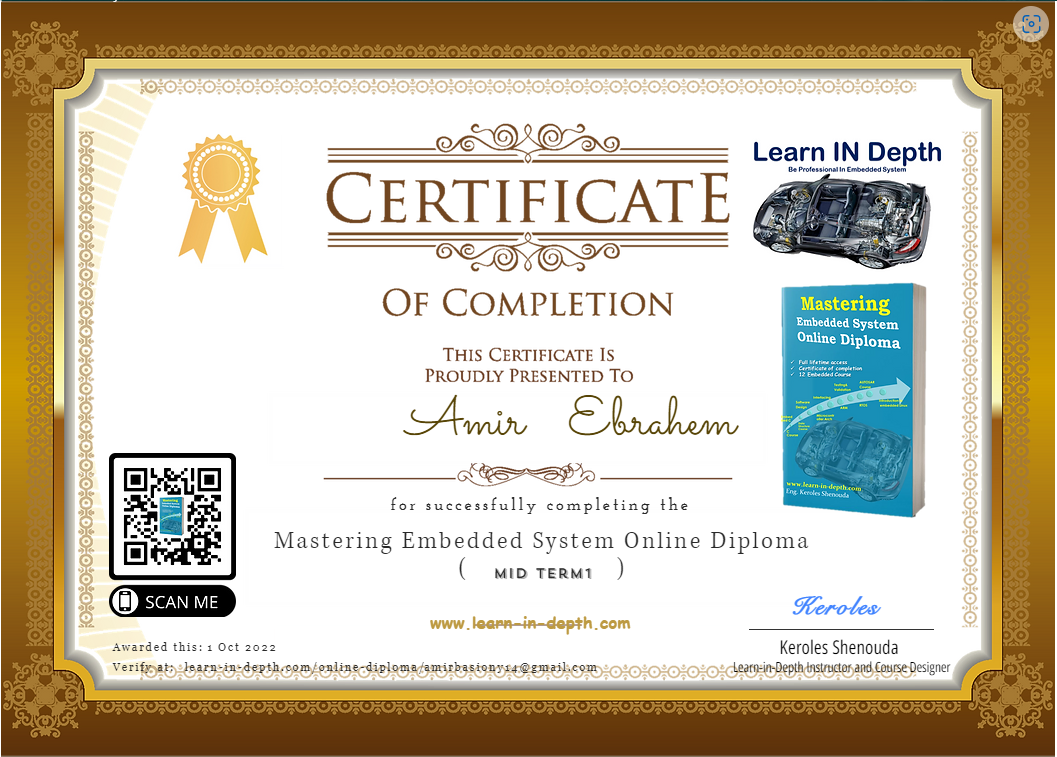 Learn IN Depth
Be Professional In Embedded System
CERTIFICATE
OF COMPLETION
THIS CERTIFICATE IS
PROUDLY PRESENTED TO
Amir Ebrahem
Mastering
Embedded System
Online Diploma
✓ Full lifetime access
✓ Certificate of completion
✓ 12 Embedded Course
www.learn-in-depth.com
Eng. Keroles Shenouda
for successfully completing the
Mastering Embedded System Online Diploma
( MID TERM1 )
SCAN ME
www.learn-in-depth.com
Keroles
Keroles Shenouda
Learn-in-Depth Instructor and Course Designer
Awarded this: 1 Oct 2022
Verify at: learn-in-depth.com/online-diploma/amirbasiony14@gmail.com